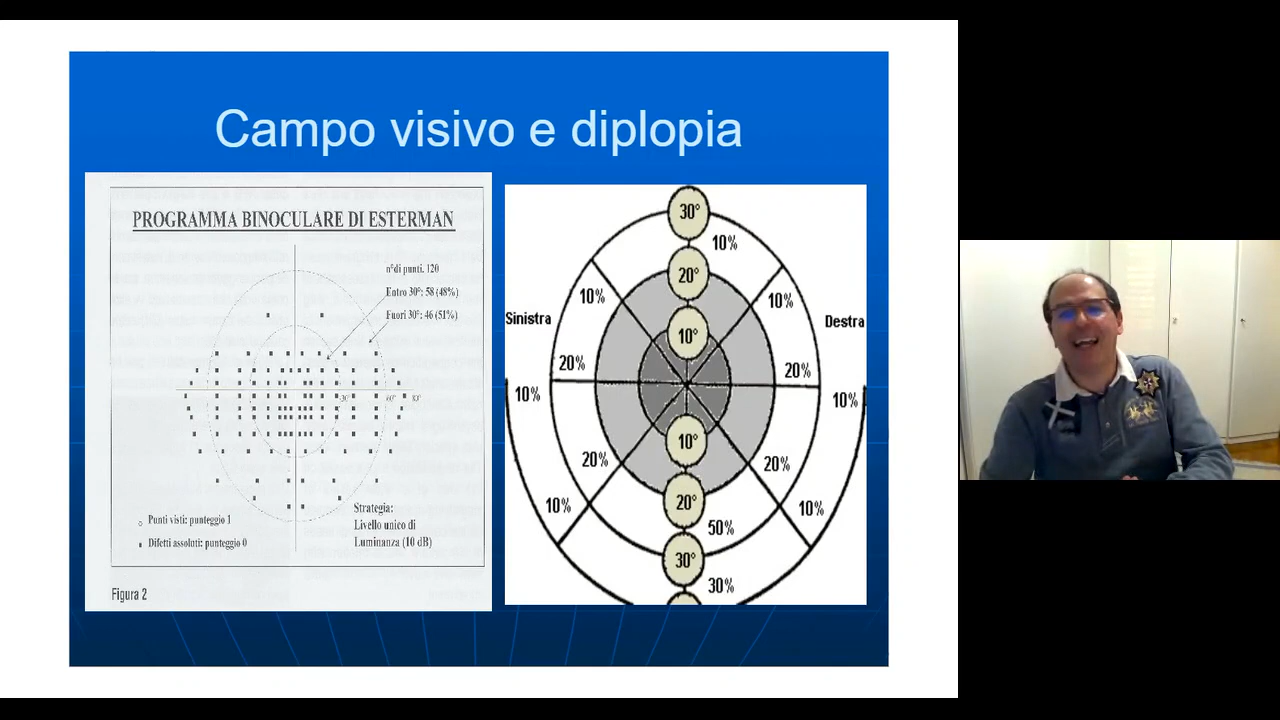 Campo visivo e diplopia
PROGRAMMA BINOCULARE DI ESTERMAN
n°di punti. 120
Entro 30°: 58 (48%)
Fuori 30°: 46 (51%)
30°
60°
Punti visti: punteggio 1
Difetti assoluti: punteggio 0
Strategia:
Livello unico di
Luminanza (10 dB)
Figura 2
30°
10%
20°
10%
10%
Sinistra
10°
Destra
20%
20%
10%
10%
10°
20%
20%
20°
10%
10%
50%
30°
30%